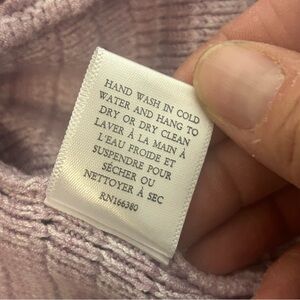 HAND WASH IN COLD
WATER AND HANG TO
DRY OR DRY CLEAN
LAVER À LA MAIN À
L'EAU FROIDE ET
SUSPENDRE POUR
SÉCHER OU
NETTOYER À SEC
RN166380